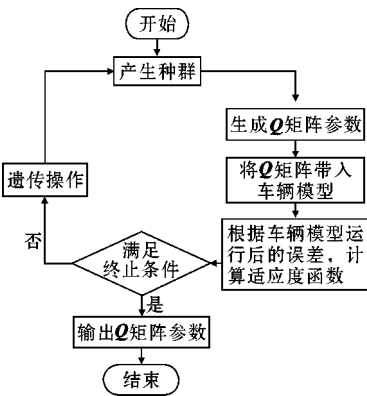 开始
产生种群
生成Q矩阵参数
将Q矩阵带入
车辆模型
根据车辆模型运
行后的误差，计
算适应度函数
满足
终止条件
否
遗传操作
是
输出Q矩阵参数
结束